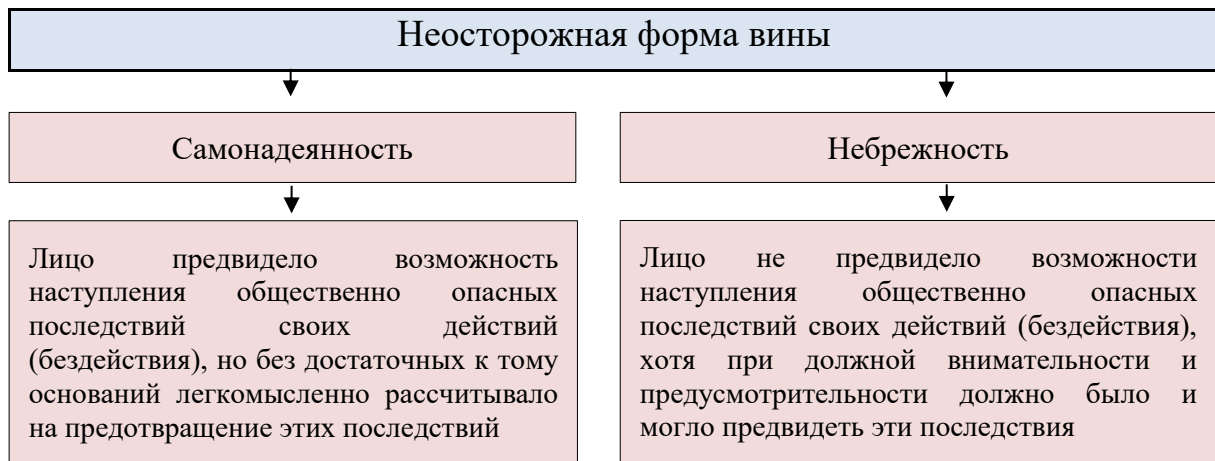 Неосторожная форма вины
Самонадеянность
Небрежность
Лицо предвидело возможность
наступления общественно опасных
последствий своих действий
(бездействия), но без достаточных к тому
оснований легкомысленно рассчитывало
на предотвращение этих последствий
Лицо не предвидело возможности
наступления общественно опасных
последствий своих действий (бездействия),
хотя при должной внимательности и
предусмотрительности должно было и
могло предвидеть эти последствия